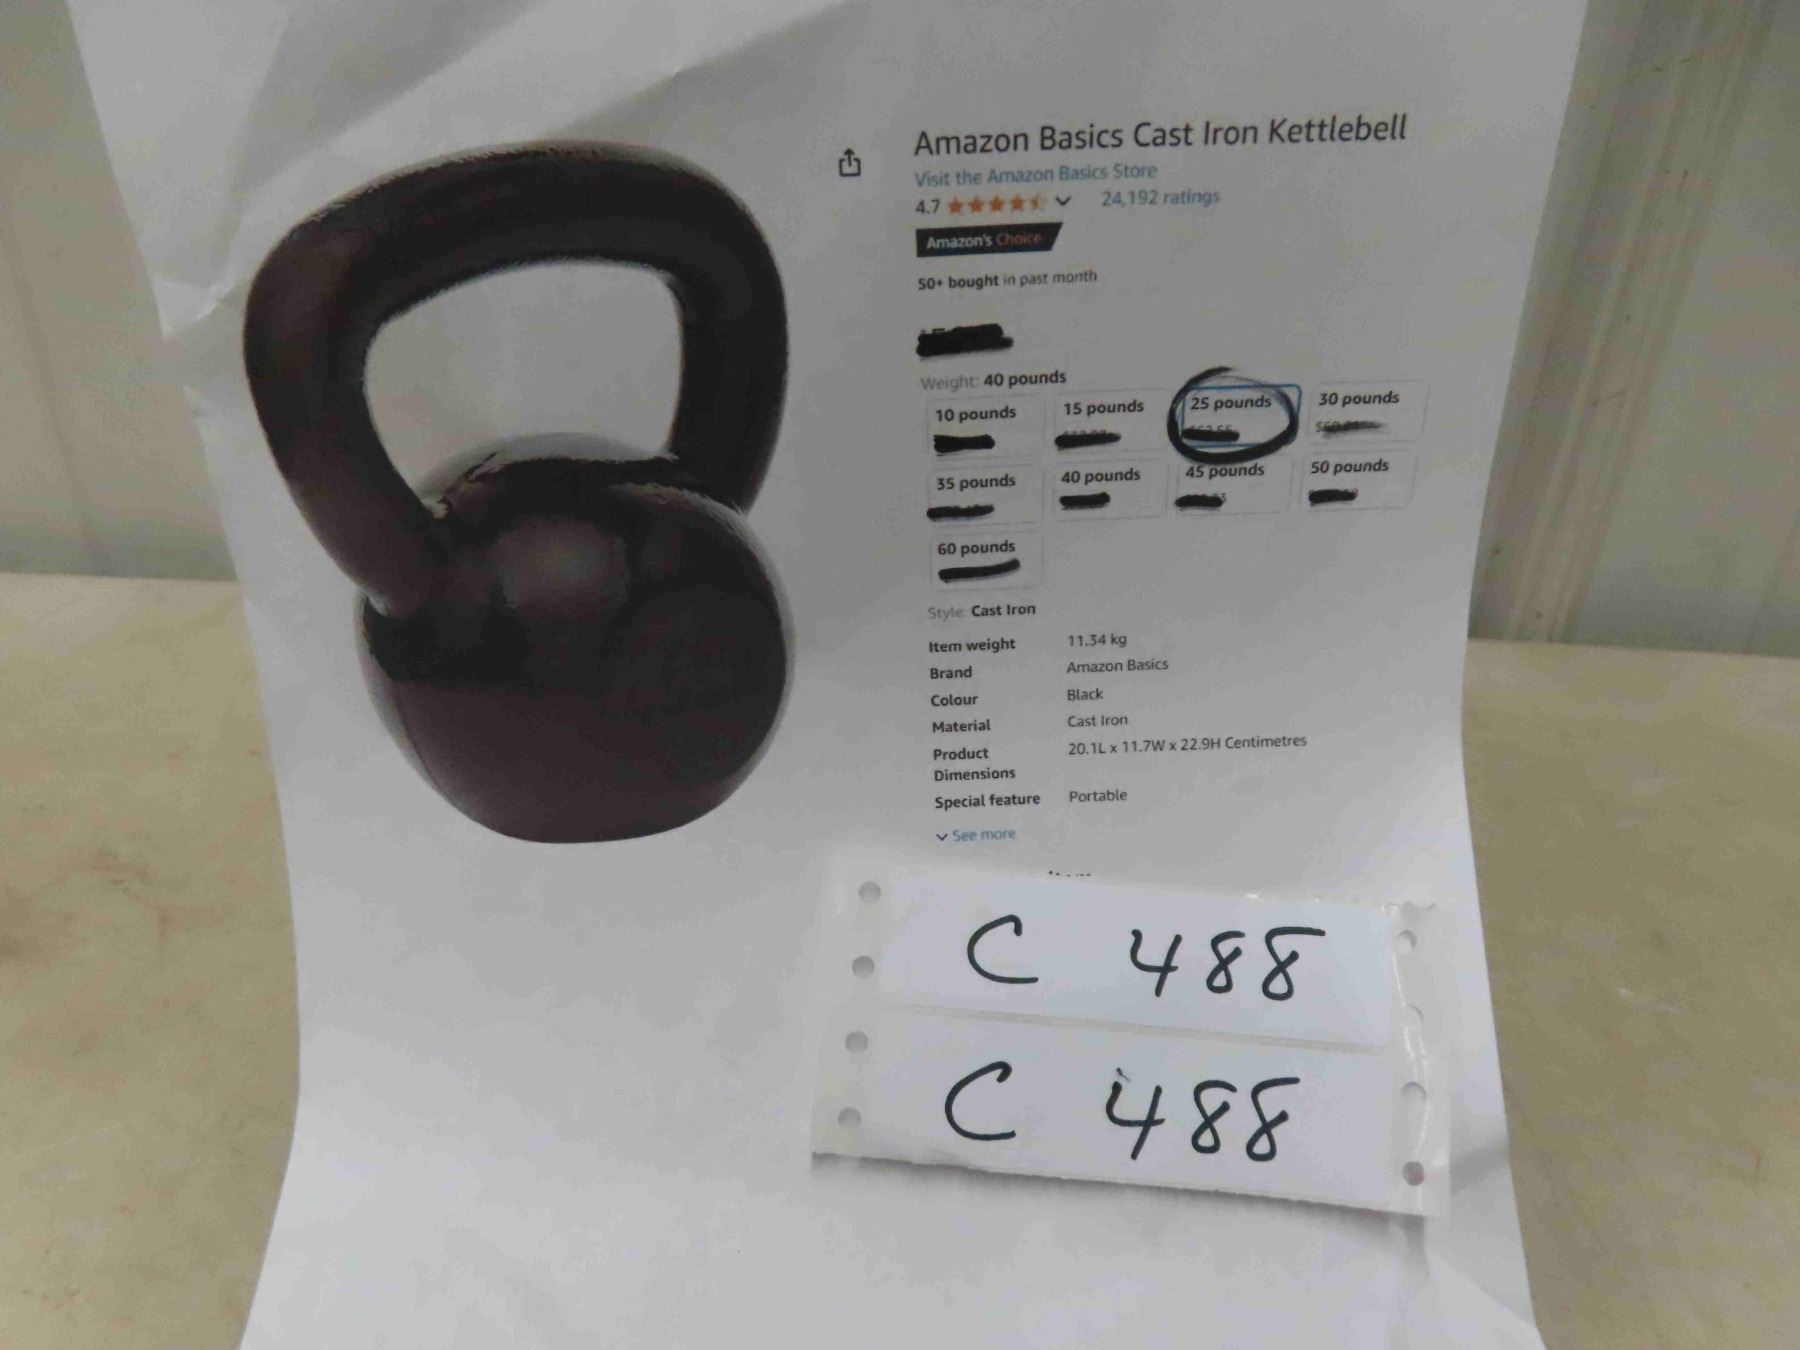 Amazon Basics Cast Iron Kettlebell
Visit the Amazon Basics Store
4.7 24,192 ratings
Amazon's Choice
50+ bought in past month
Weight: 40 pounds
10 pounds 15 pounds 25 pounds 30 pounds
35 pounds 40 pounds 45 pounds 50 pounds
60 pounds
Style: Cast Iron
Item weight 11.34 kg
Brand Amazon Basics
Colour Black
Material Cast Iron
Product Dimensions 20.1L x 11.7W x 22.9H Centimetres
Special feature Portable
See more
C 488
C 488